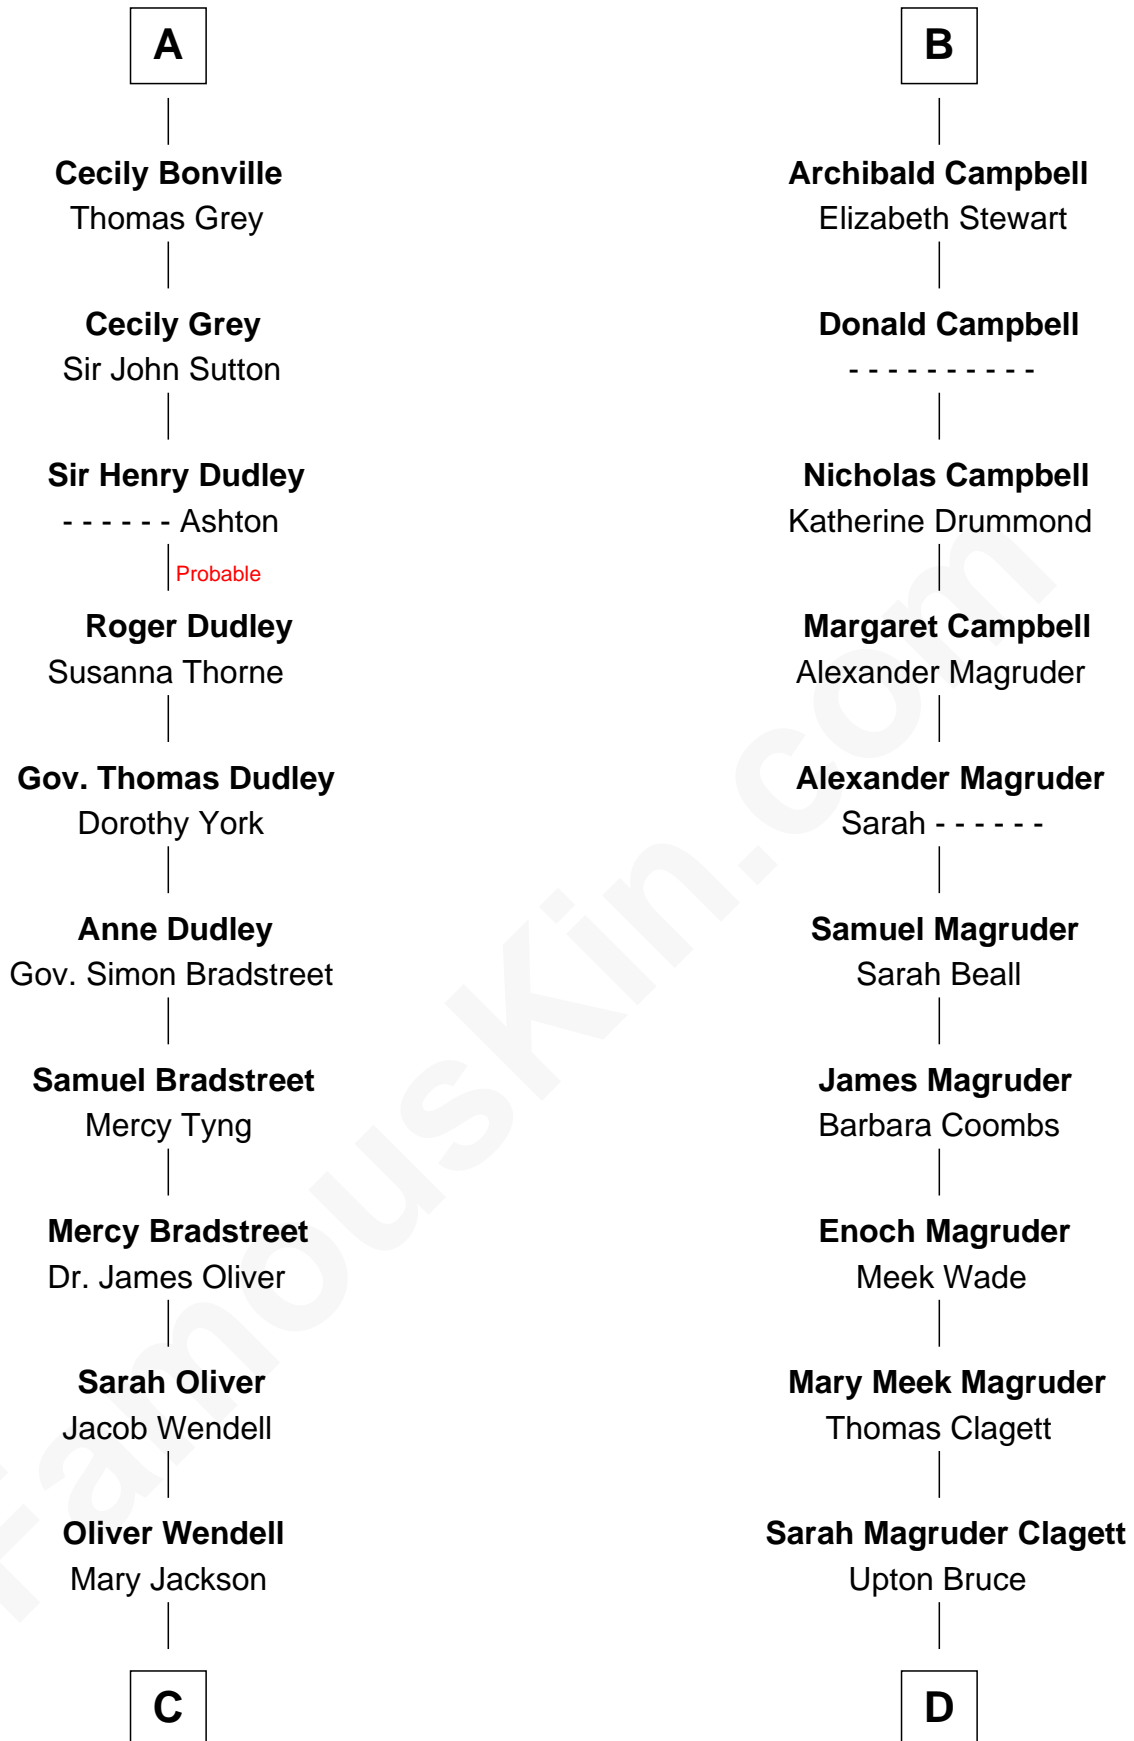 A
Cecily Bonville
Thomas Grey
Cecily Grey
Sir John Sutton
Sir Henry Dudley
- - - - - - Ashton
Probable
Roger Dudley
Susanna Thorne
Gov. Thomas Dudley
Dorothy York
Anne Dudley
Gov. Simon Bradstreet
Samuel Bradstreet
Mercy Tyng
Mercy Bradstreet
Dr. James Oliver
Sarah Oliver
Jacob Wendell
Oliver Wendell
Mary Jackson
C
B
Archibald Campbell
Elizabeth Stewart
Donald Campbell
- - - - - - - - - -
Nicholas Campbell
Katherine Drummond
Margaret Campbell
Alexander Magruder
Alexander Magruder
Sarah - - - - - -
Samuel Magruder
Sarah Beall
James Magruder
Barbara Coombs
Enoch Magruder
Meek Wade
Mary Meek Magruder
Thomas Clagett
Sarah Magruder Clagett
Upton Bruce
D
FamousKin.com